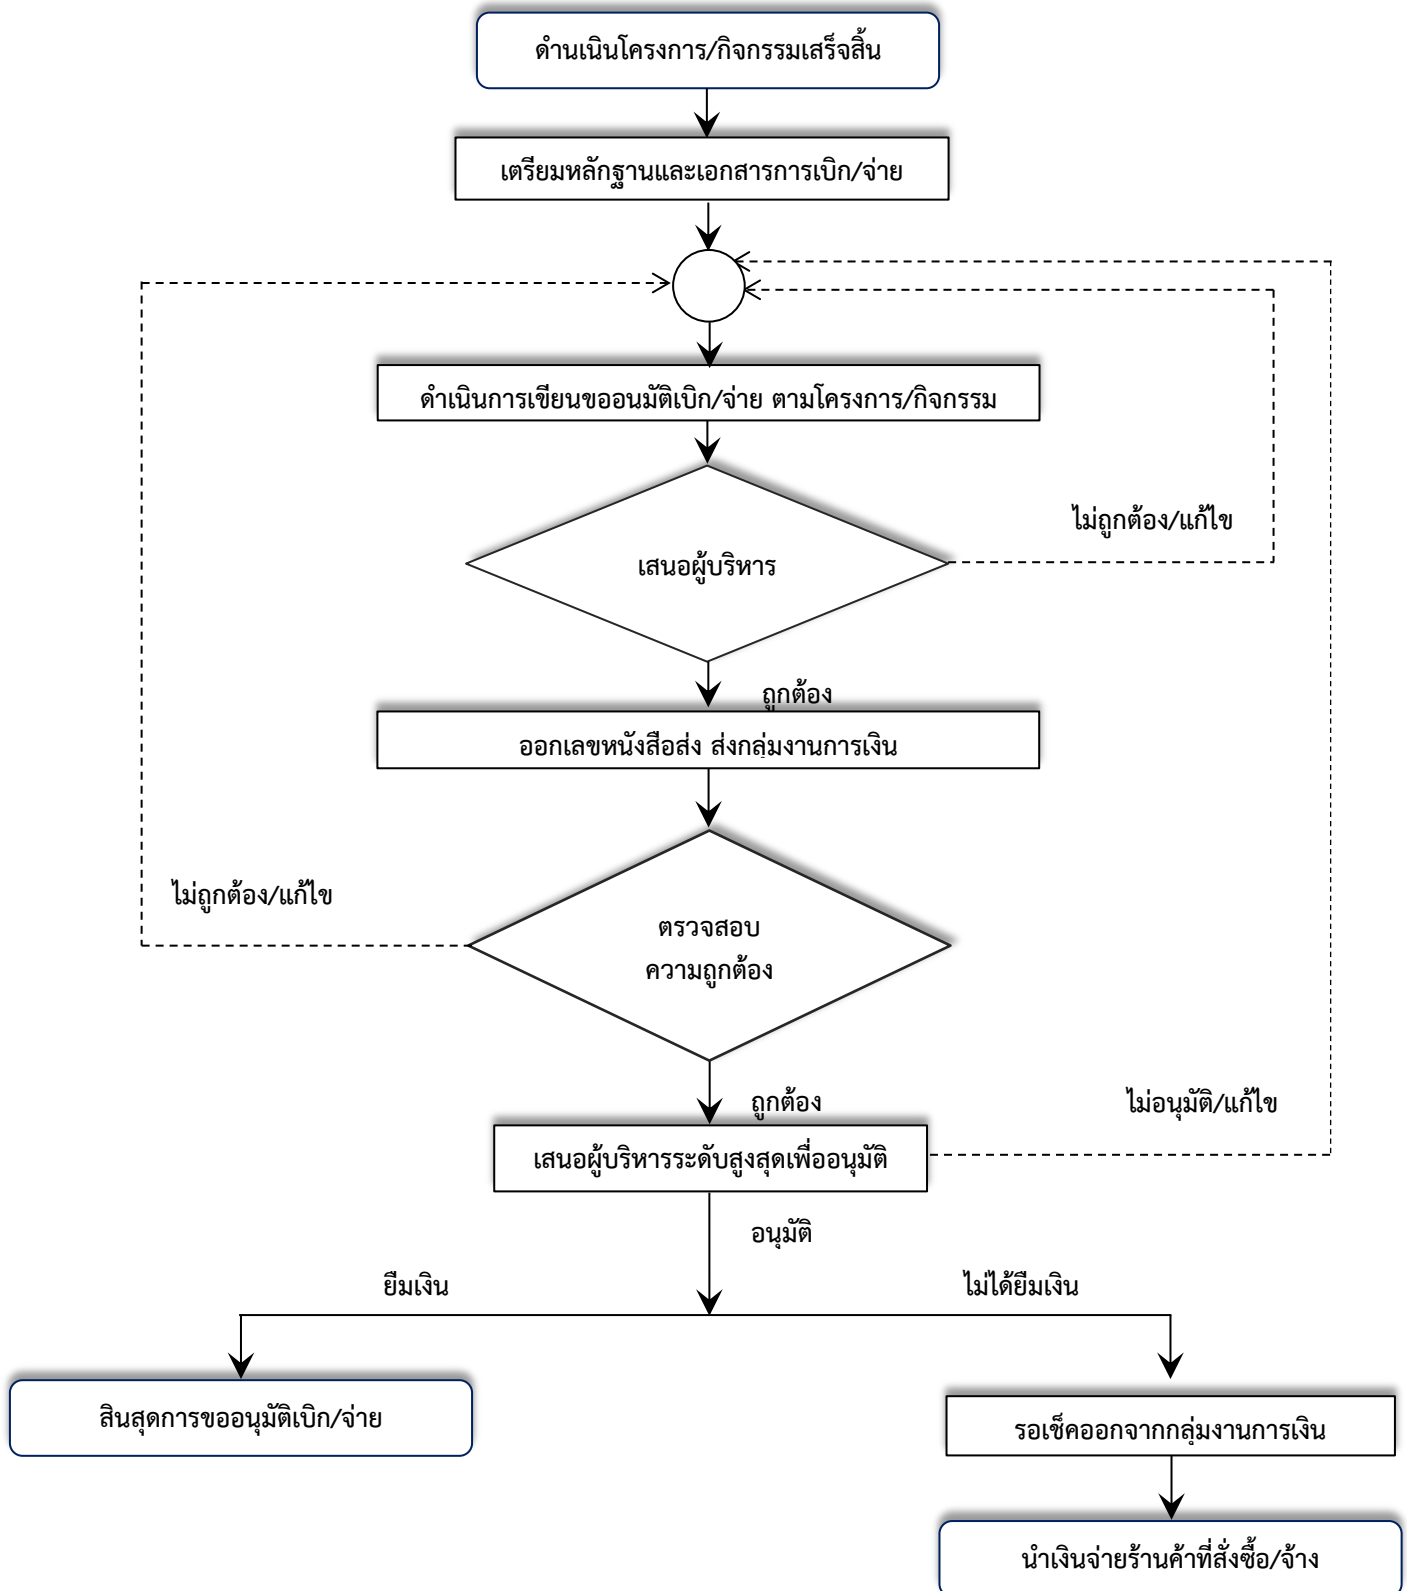 ดำนเนินโครงการ/กิจกรรมเสร็จสิ้น
เตรียมหลักฐานและเอกสารการเบิก/จ่าย
ดำเนินการเขียนขออนุมัติเบิก/จ่าย ตามโครงการ/กิจกรรม
ไม่ถูกต้อง/แก้ไข
เสนอผู้บริหาร
ถูกต้อง
ออกเลขหนังสือส่ง ส่งกลุ่มงานการเงิน
ไม่ถูกต้อง/แก้ไข
ตรวจสอบ
ความถูกต้อง
ถูกต้อง
ไม่อนุมัติ/แก้ไข
เสนอผู้บริหารระดับสูงสุดเพื่ออนุมัติ
อนุมัติ
ยืมเงิน
ไม่ได้ยืมเงิน
สินสุดการขออนุมัติเบิก/จ่าย
รอเช็คออกจากกลุ่มงานการเงิน
นำเงินจ่ายร้านค้าที่สั่งซื้อ/จ้าง